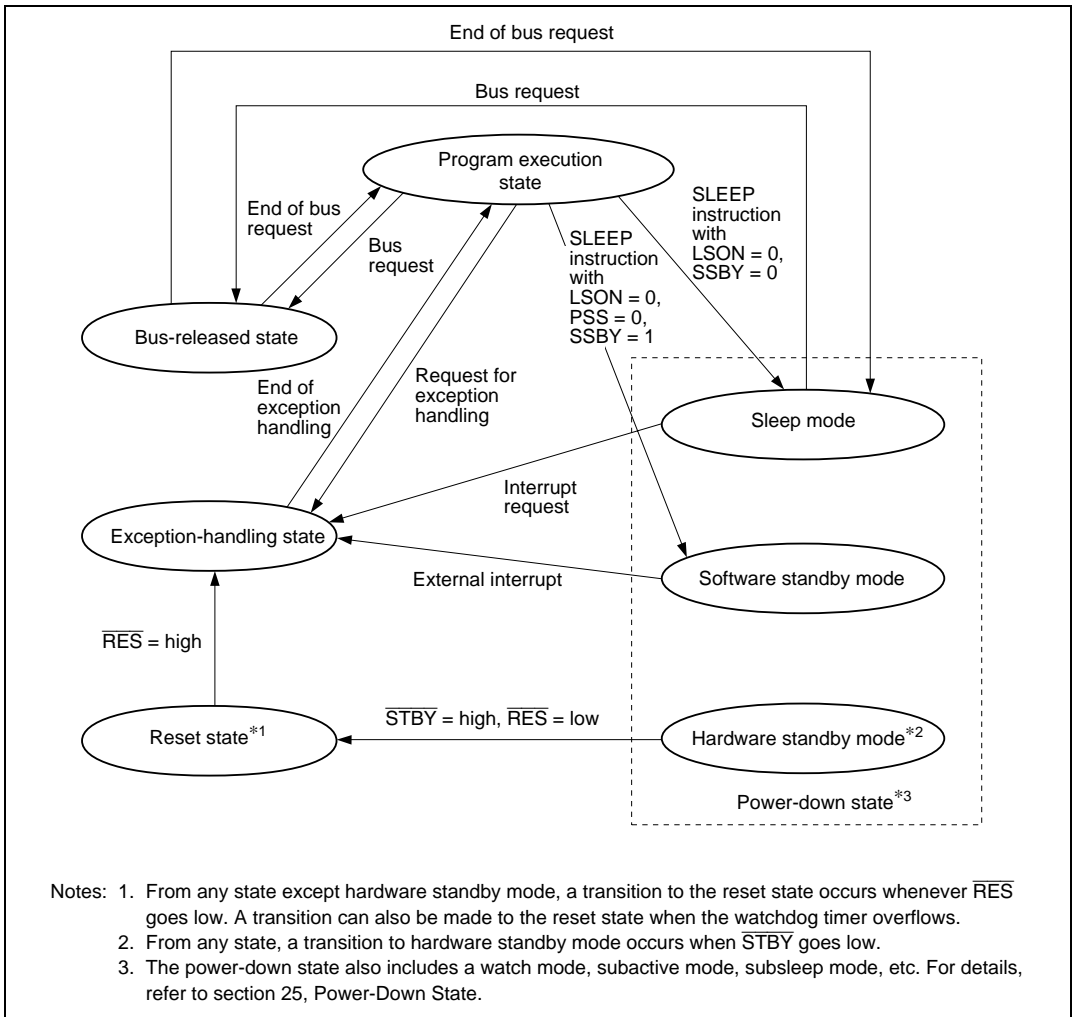 End of bus request
Bus request
Program execution
state
End of bus
request
Bus
request
SLEEP
instruction
with
LSON = 0,
PSS = 0,
SSBY = 1
SLEEP
instruction
with
LSON = 0,
SSBY = 0
Bus-released state
End of
exception
handling
Request for
exception
handling
Sleep mode
Interrupt
request
Exception-handling state
External interrupt
Software standby mode
R̅E̅S̅ = high
S̅T̅B̅Y̅ = high, R̅E̅S̅ = low
Reset state*1
Hardware standby mode*2
Power-down state*3
Notes: 1. From any state except hardware standby mode, a transition to the reset state occurs whenever R̅E̅S̅
goes low. A transition can also be made to the reset state when the watchdog timer overflows.
2. From any state, a transition to hardware standby mode occurs when S̅T̅B̅Y̅ goes low.
3. The power-down state also includes a watch mode, subactive mode, subsleep mode, etc. For details,
refer to section 25, Power-Down State.